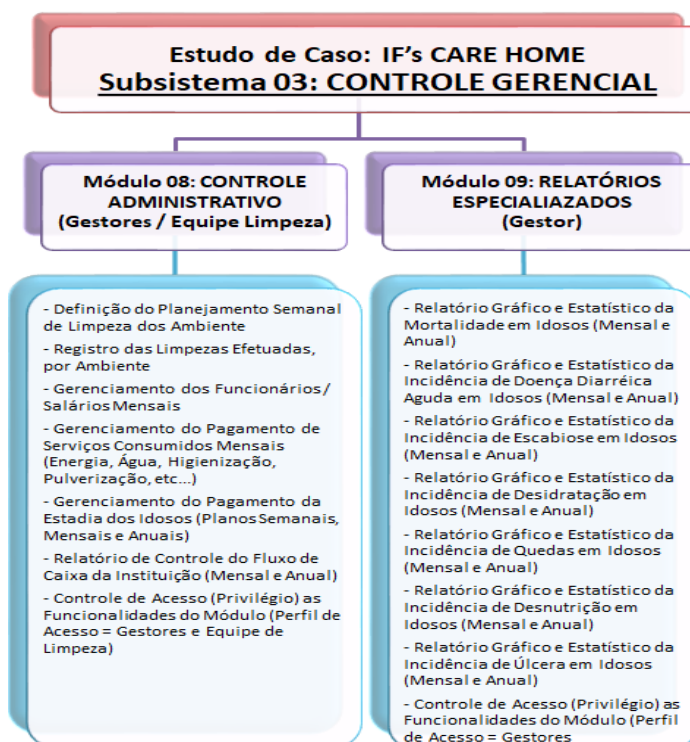 Estudo de Caso: IF's CARE HOME
Subsistema 03: CONTROLE GERENCIAL
Módulo 08: CONTROLE
ADMINISTRATIVO
(Gestores / Equipe Limpeza)
- Definição do Planejamento Semanal
de Limpeza dos Ambiente
- Registro das Limpezas Efetuadas,
por Ambiente
- Gerenciamento dos Funcionários/
Salários Mensais
- Gerenciamento do Pagamento de
Serviços Consumidos Mensais
(Energia, Água, Higienização,
Pulverização, etc...)
- Gerenciamento do Pagamento da
Estadia dos Idosos (Planos Semanais,
Mensais e Anuais)
- Relatório de Controle do Fluxo de
Caixa da Instituição (Mensal e Anual)
- Controle de Acesso (Privilégio) as
Funcionalidades do Módulo (Perfil de
Acesso = Gestores e Equipe de
Limpeza)
Módulo 09: RELATÓRIOS
ESPECIALIAZADOS
(Gestor)
- Relatório Gráfico e Estatístico da
Mortalidade em Idosos (Mensal e
Anual)
- Relatório Gráfico e Estatístico da
Incidência de Doença Diarréica
Aguda em Idosos (Mensal e Anual)
- Relatório Gráfico e Estatístico da
Incidência de Escabiose em Idosos
(Mensal e Anual)
- Relatório Gráfico e Estatístico da
Incidência de Desidratação em
Idosos (Mensal e Anual)
- Relatório Gráfico e Estatístico da
Incidência de Quedas em Idosos
(Mensal e Anual)
- Relatório Gráfico e Estatístico da
Incidência de Desnutrição em
Idosos (Mensal e Anual)
- Relatório Gráfico e Estatístico da
Incidência de Úlcera em Idosos
(Mensal e Anual)
- Controle de Acesso (Privilégio) as
Funcionalidades do Módulo (Perfil
de Acesso = Gestores